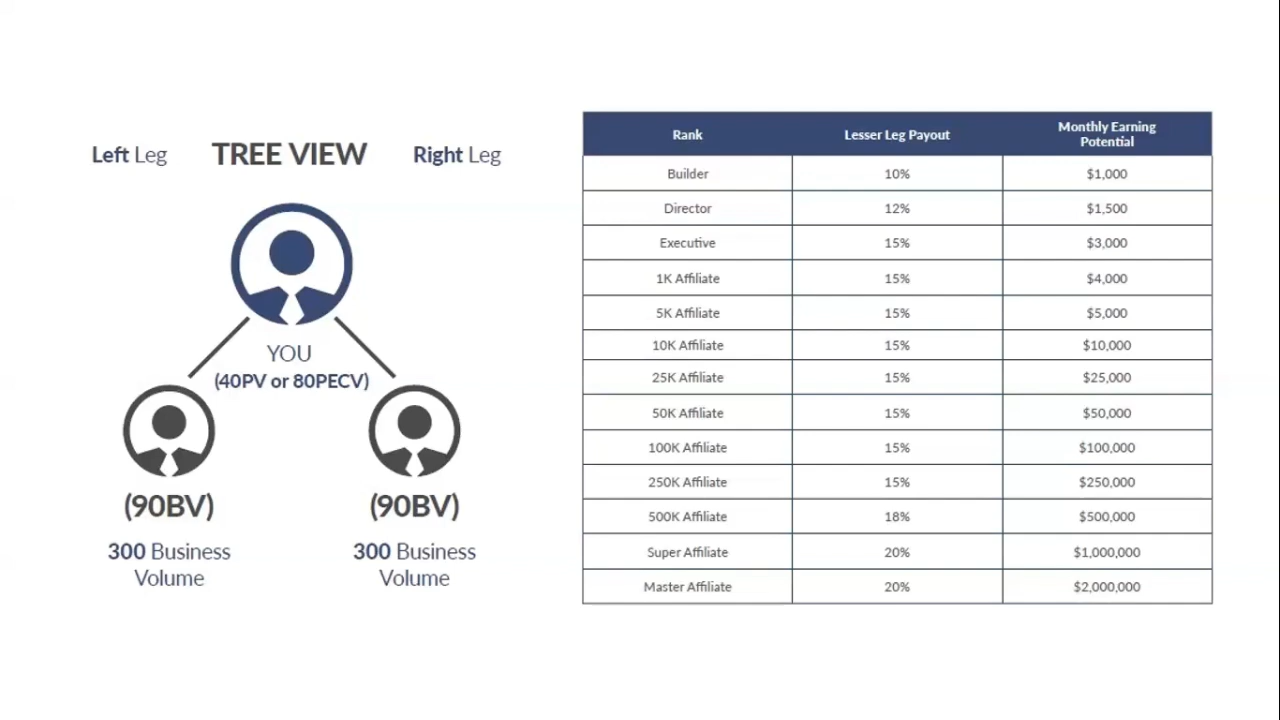 Left Leg TREE VIEW Right Leg
YOU
(40PV or 80PECV)
(90BV) (90BV)
300 Business 300 Business
Volume Volume
Rank Lesser Leg Payout Monthly Earning
Potential
Builder 10% $1,000
Director 12% $1,500
Executive 15% $3,000
1K Affiliate 15% $4,000
5K Affiliate 15% $5,000
10K Affiliate 15% $10,000
25K Affiliate 15% $25,000
50K Affiliate 15% $50,000
100K Affiliate 15% $100,000
250K Affiliate 15% $250,000
500K Affiliate 18% $500,000
Super Affiliate 20% $1,000,000
Master Affiliate 20% $2,000,000